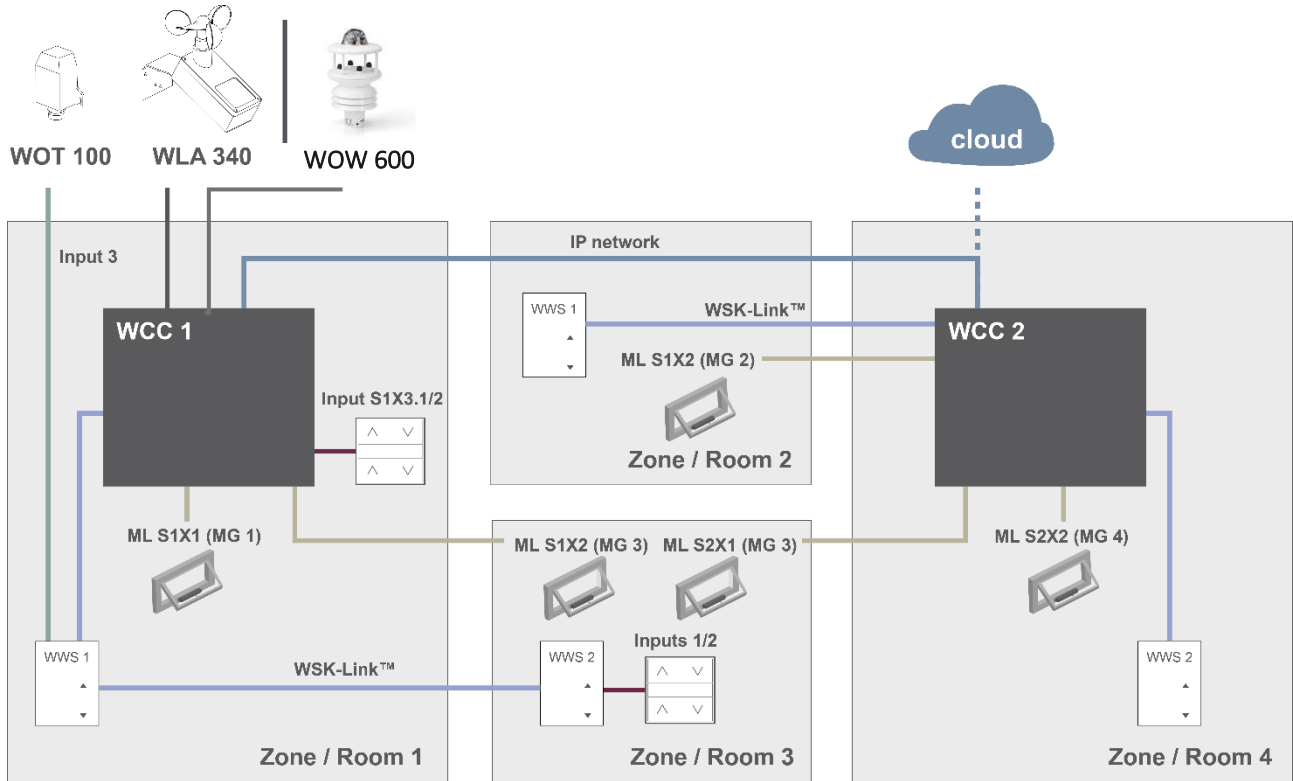 WOT 100
WLA 340
WOW 600
cloud
Input 3
IP network
WCC 1
WWS 1
WSK-Link™
WCC 2
ML S1X2 (MG 2)
Input S1X3.1/2
Zone / Room 2
ML S1X1 (MG 1)
ML S1X2 (MG 3)
ML S2X1 (MG 3)
ML S2X2 (MG 4)
Inputs 1/2
WWS 1
WSK-Link™
WWS 2
WWS 2
Zone / Room 1
Zone / Room 3
Zone / Room 4